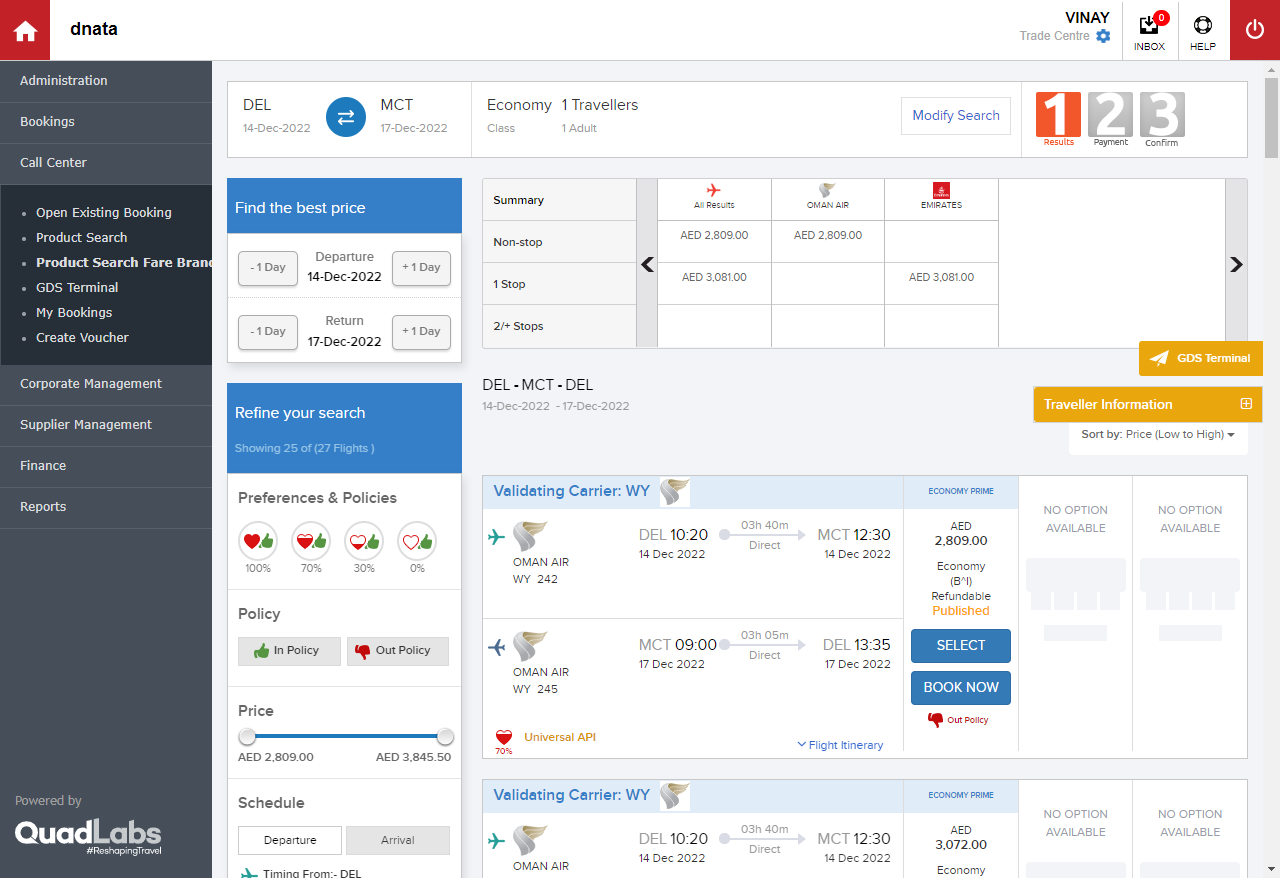 dnata
VINAY
Trade Centre
0
INBOX
HELP
Administration
Bookings
Call Center
Open Existing Booking
Product Search
Product Search Fare Bran
GDS Terminal
My Bookings
Create Voucher
Corporate Management
Supplier Management
Finance
Reports
Powered by
QuadLabs
#ReshapingTravel
DEL
14-Dec-2022
MCT
17-Dec-2022
Economy
Class
1 Travellers
1 Adult
Modify Search
1
Results
2
Payment
3
Confirm
Find the best price
- 1 Day
Departure
14-Dec-2022
+ 1 Day
- 1 Day
Return
17-Dec-2022
+ 1 Day
Refine your search
Showing 25 of (27 Flights )
Preferences & Policies
100%
70%
30%
0%
Policy
In Policy
Out Policy
Price
AED 2,809.00
AED 3,845.50
Schedule
Departure
Arrival
Timing From:- DEL
Summary
All Results
OMAN AIR
EMIRATES
Non-stop
AED 2,809.00
AED 2,809.00
1 Stop
AED 3,081.00
AED 3,081.00
2/+ Stops
GDS Terminal
DEL - MCT - DEL
14-Dec-2022 - 17-Dec-2022
Traveller Information
Sort by: Price (Low to High)
Validating Carrier: WY
ECONOMY PRIME
OMAN AIR
WY 242
DEL 10:20
14 Dec 2022
03h 40m
Direct
MCT 12:30
14 Dec 2022
OMAN AIR
WY 245
MCT 09:00
17 Dec 2022
03h 05m
Direct
DEL 13:35
17 Dec 2022
70%
Universal API
Flight Itinerary
AED
2,809.00
Economy
(B^I)
Refundable
Published
SELECT
BOOK NOW
Out Policy
NO OPTION
AVAILABLE
NO OPTION
AVAILABLE
Validating Carrier: WY
ECONOMY PRIME
OMAN AIR
DEL 10:20
14 Dec 2022
03h 40m
Direct
MCT 12:30
14 Dec 2022
AED
3,072.00
Economy
NO OPTION
AVAILABLE
NO OPTION
AVAILABLE